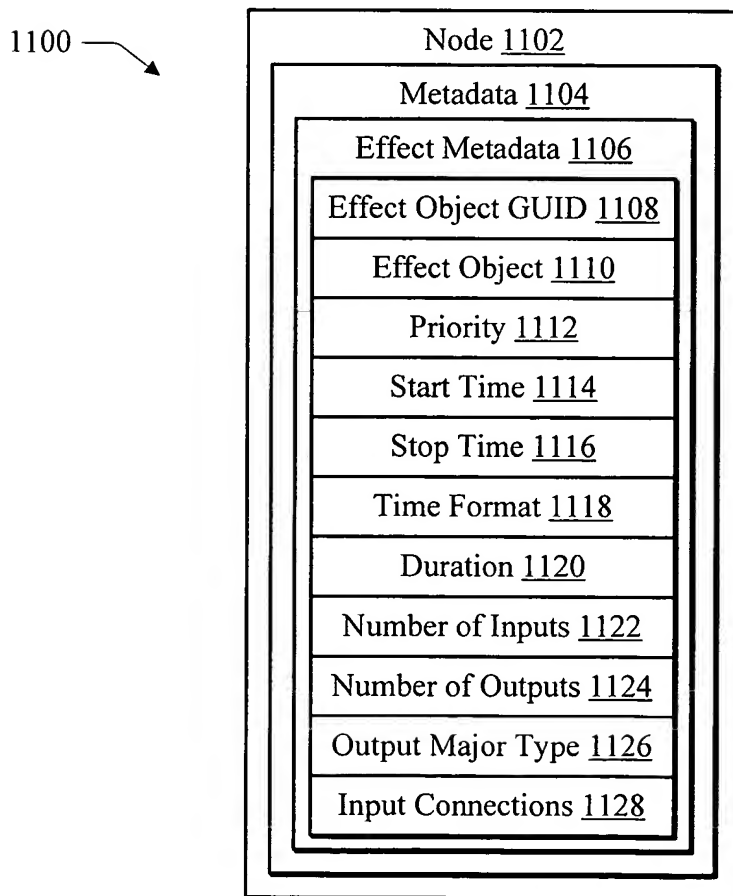 1100
Node 1102
Metadata 1104
Effect Metadata 1106
Effect Object GUID 1108
Effect Object 1110
Priority 1112
Start Time 1114
Stop Time 1116
Time Format 1118
Duration 1120
Number of Inputs 1122
Number of Outputs 1124
Output Major Type 1126
Input Connections 1128